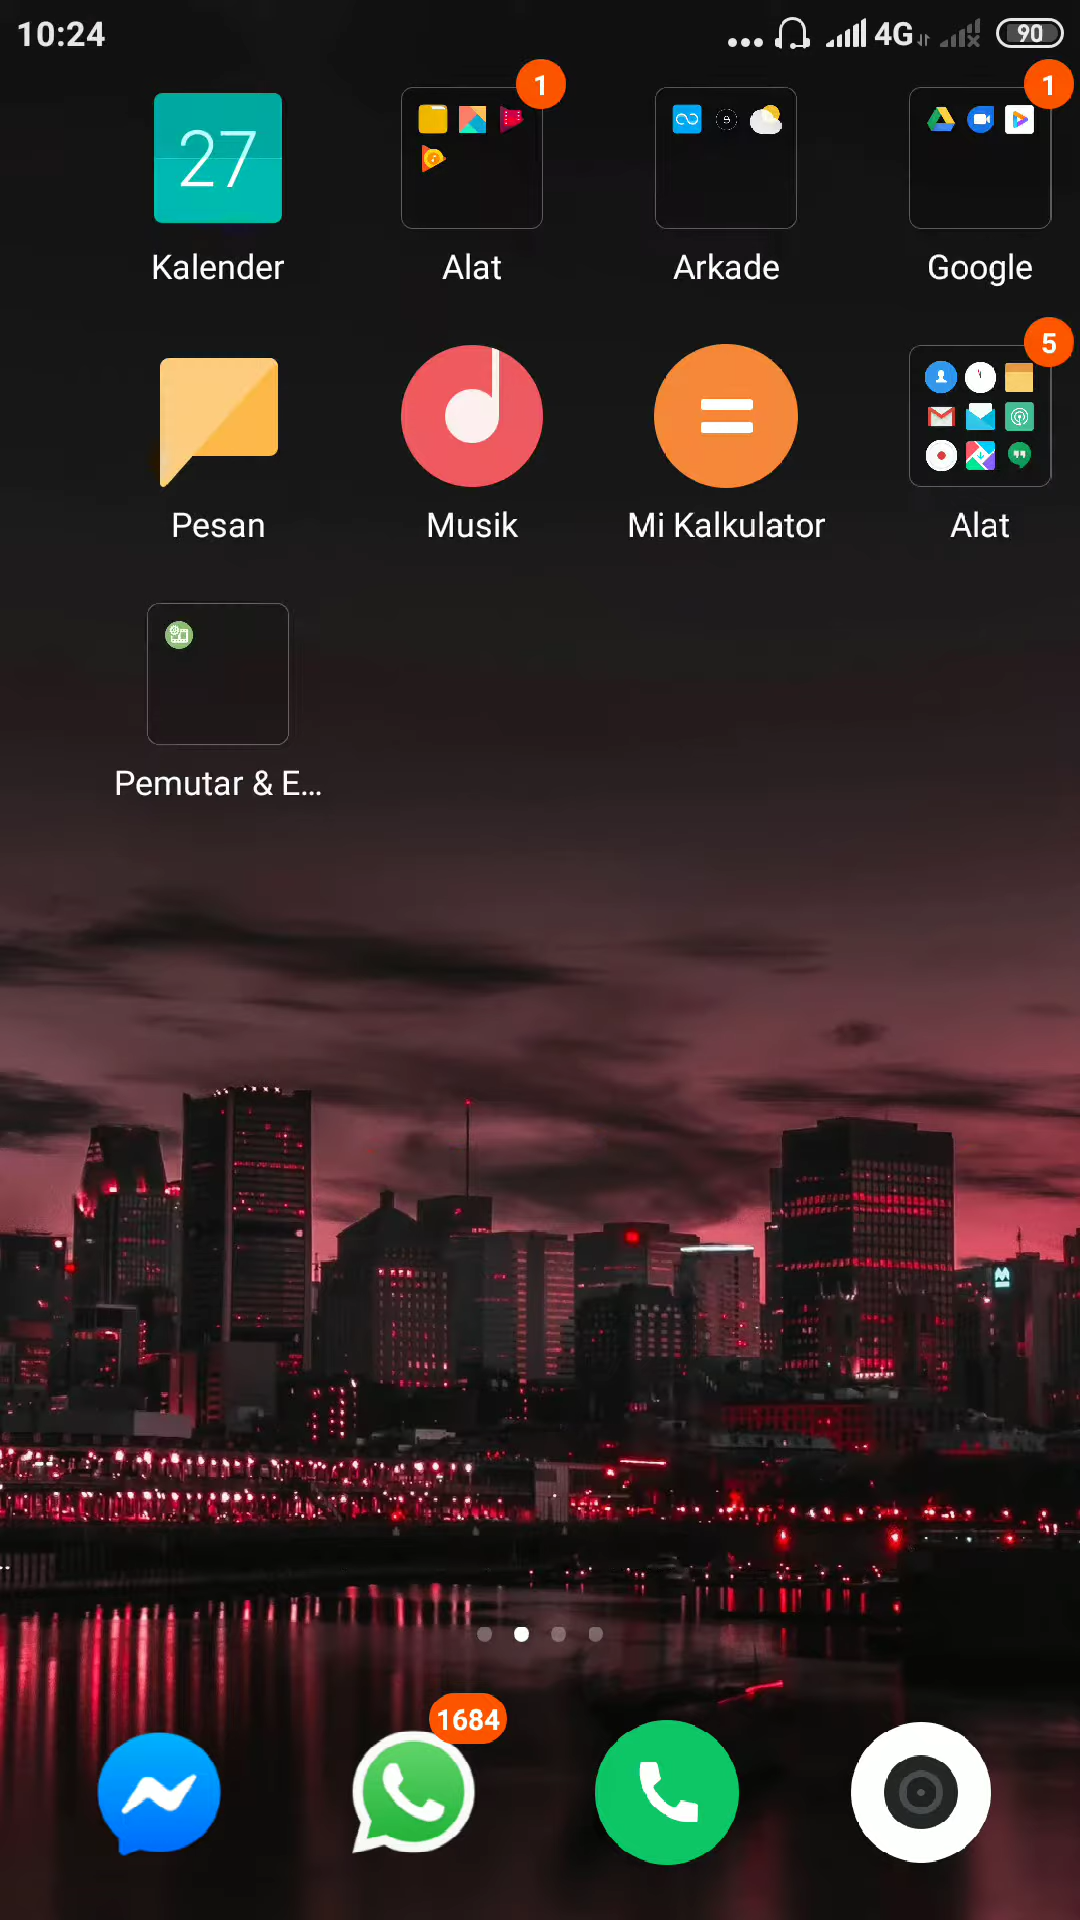 10:24 4G 90
1 1
27
Kalender Alat Arkade Google
5
Pesan Musik Mi Kalkulator Alat
Pemutar & E...
1684